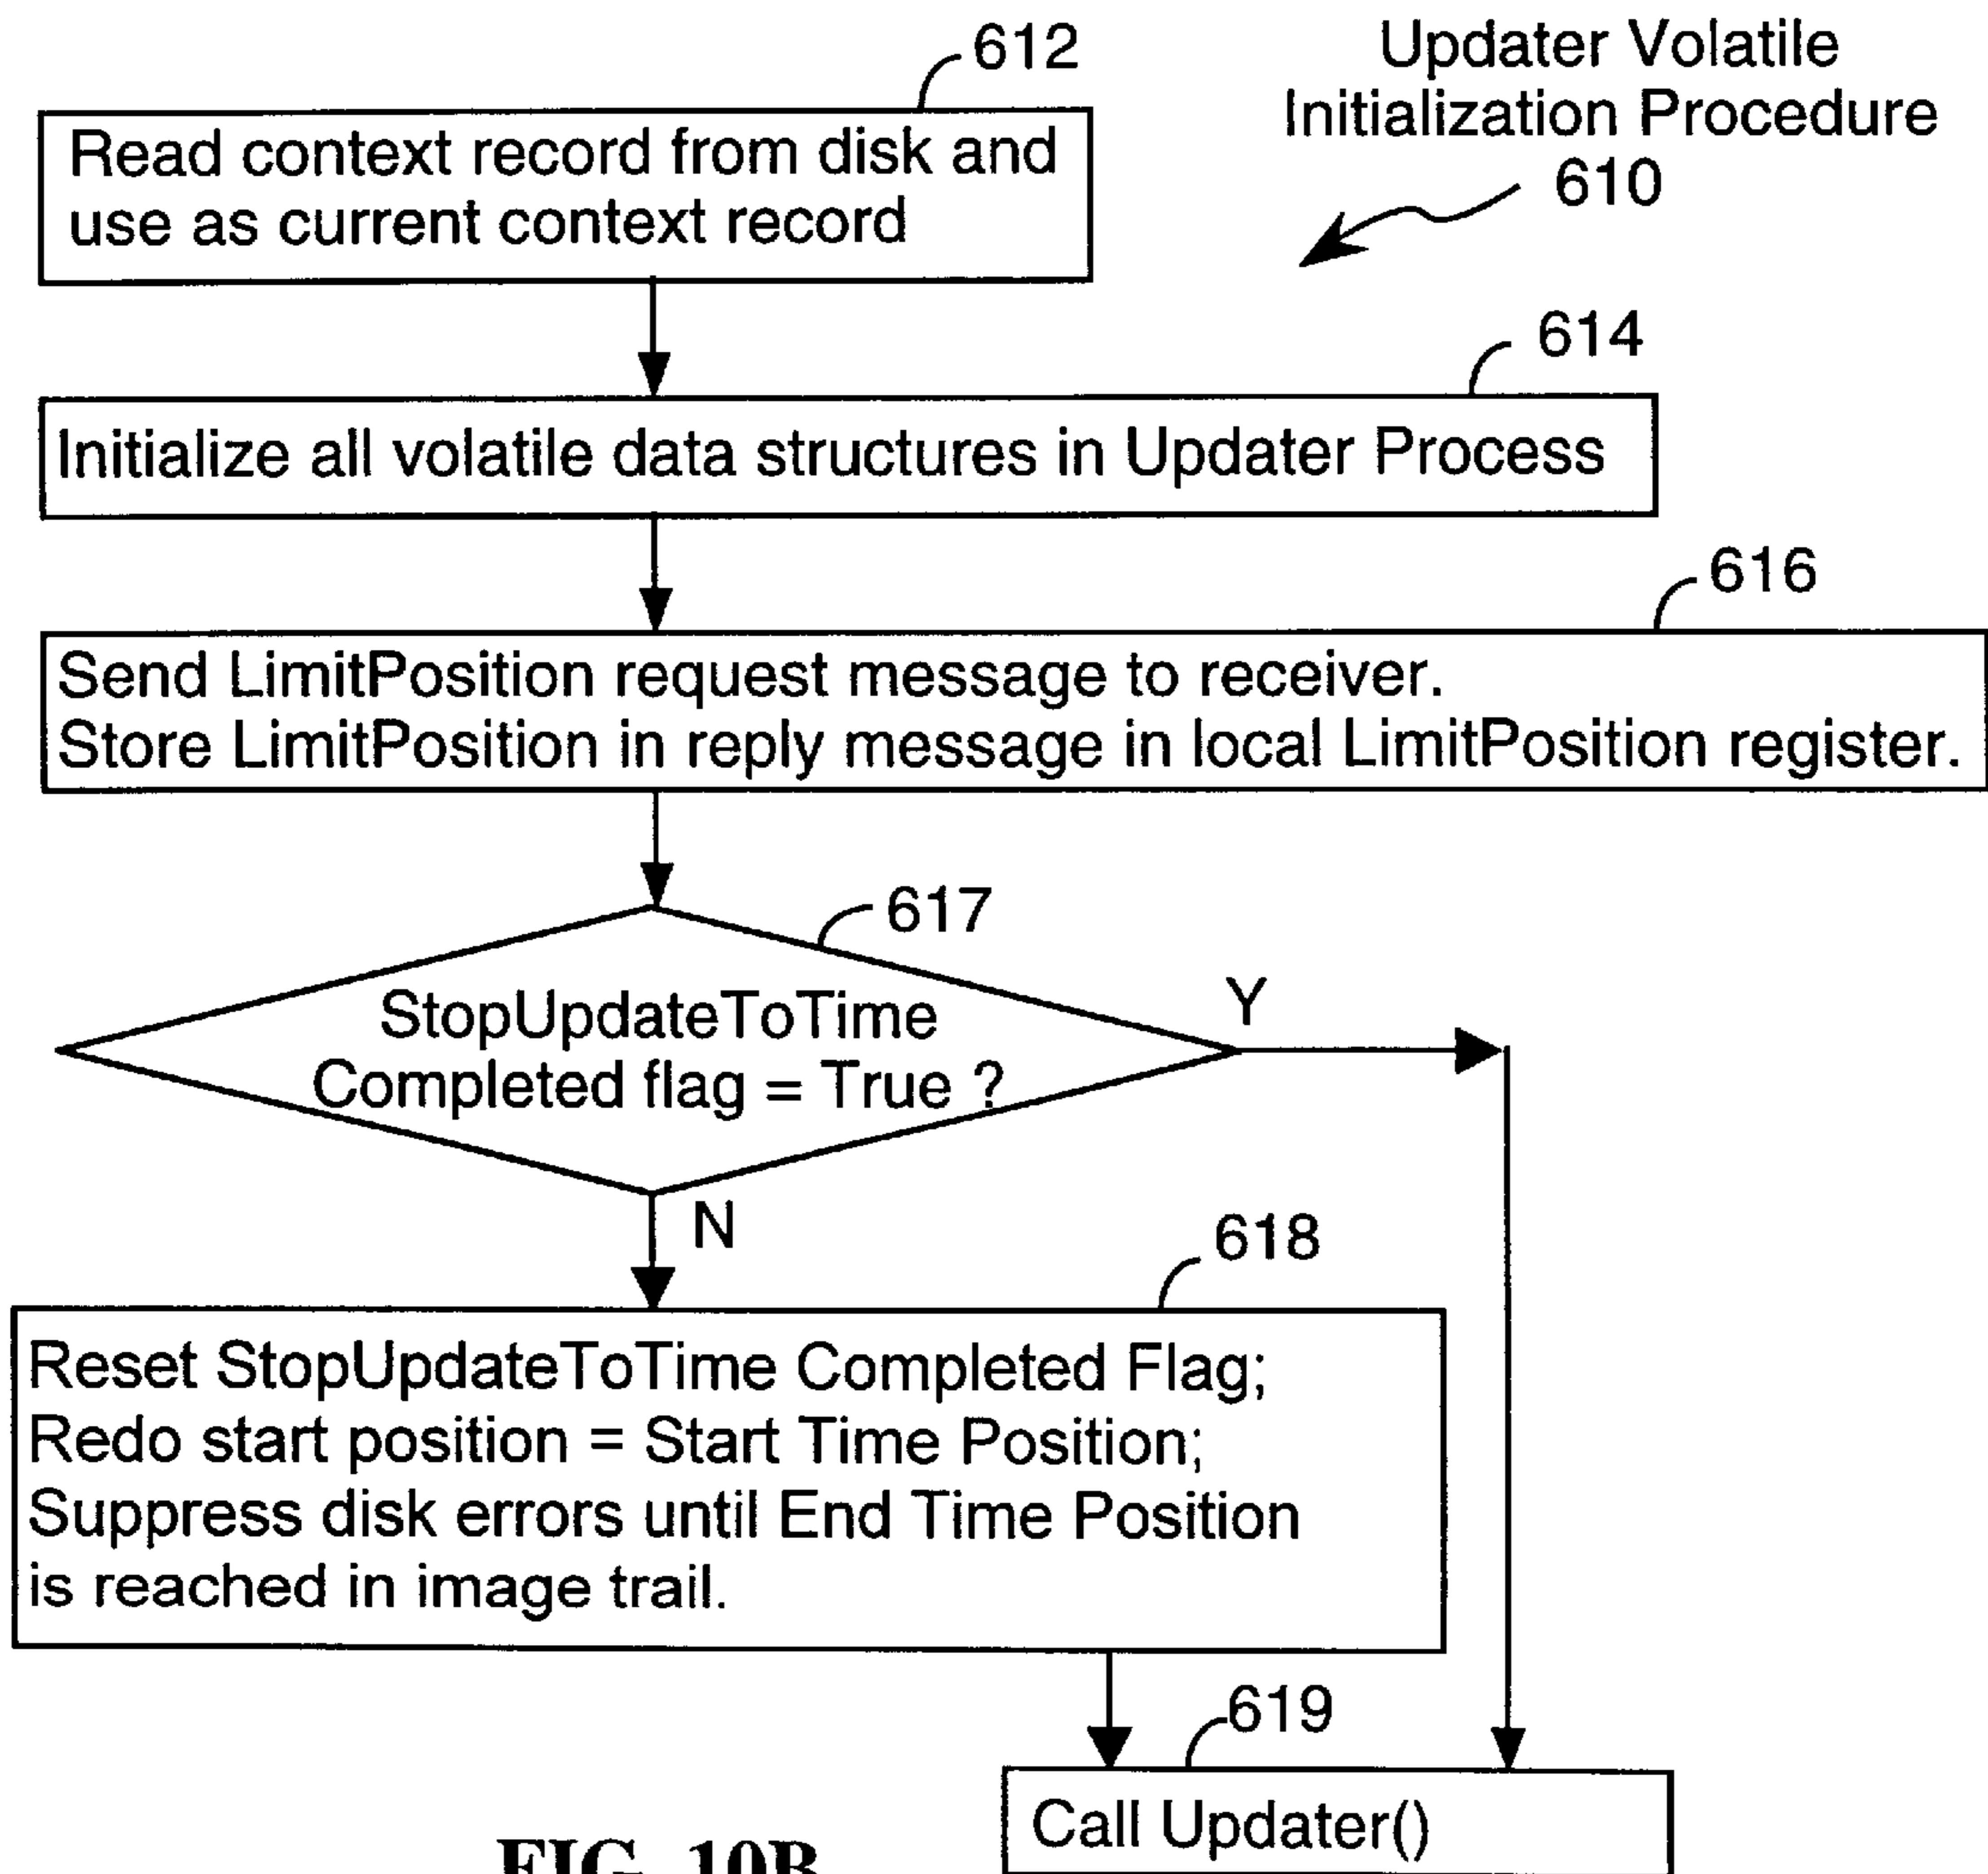 612
Updater Volatile
Initialization Procedure
610
Read context record from disk and
use as current context record
614
Initialize all volatile data structures in Updater Process
616
Send LimitPosition request message to receiver.
Store LimitPosition in reply message in local LimitPosition register.
617
StopUpdateToTime
Completed flag = True ?
Y
N
618
Reset StopUpdateToTime Completed Flag;
Redo start position = Start Time Position;
Suppress disk errors until End Time Position
is reached in image trail.
619
Call Updater()
FIG. 10B